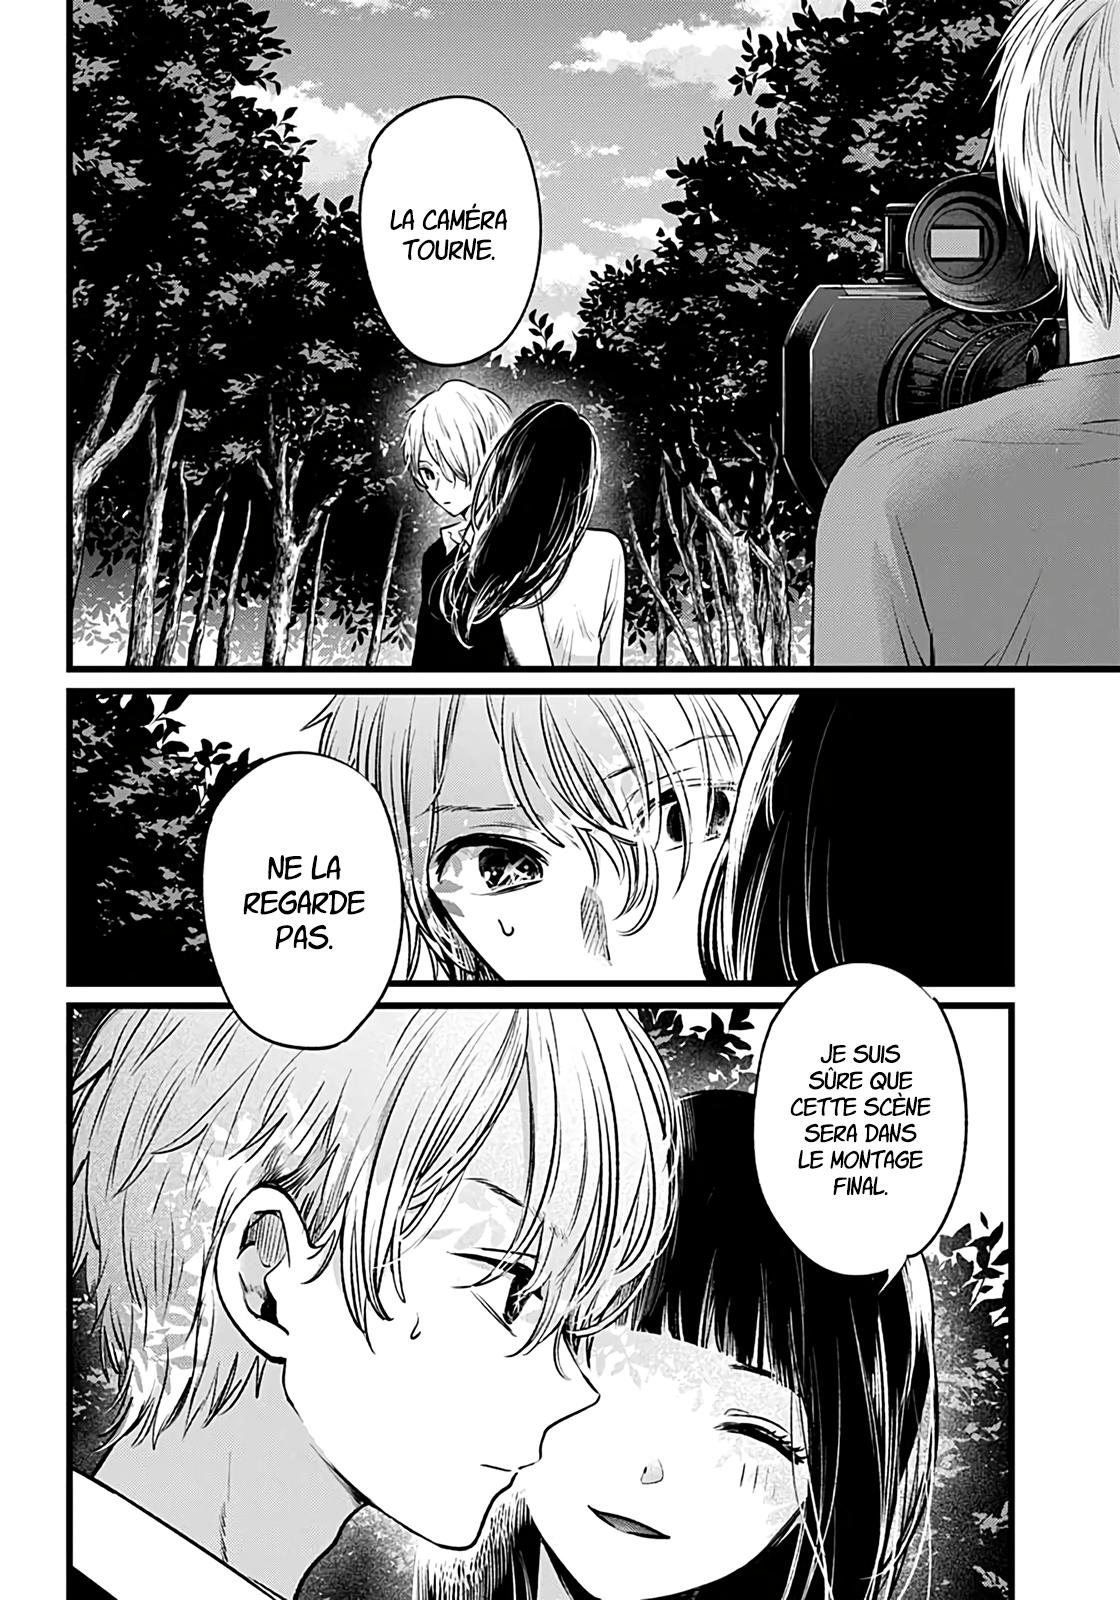 LA CAMÉRA
TOURNE.
NE LA
REGARDE
PAS.
JE SUIS
SÛRE QUE
CETTE SCÈNE
SERA DANS
LE MONTAGE
FINAL.